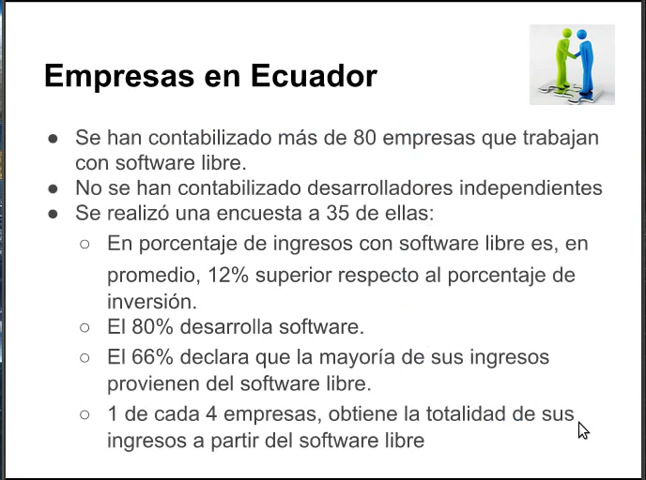 Empresas en Ecuador
● Se han contabilizado más de 80 empresas que trabajan
con software libre.
● No se han contabilizado desarrolladores independientes
● Se realizó una encuesta a 35 de ellas:
○ En porcentaje de ingresos con software libre es, en
promedio, 12% superior respecto al porcentaje de
inversión.
○ El 80% desarrolla software.
○ El 66% declara que la mayoría de sus ingresos
provienen del software libre.
○ 1 de cada 4 empresas, obtiene la totalidad de sus
ingresos a partir del software libre